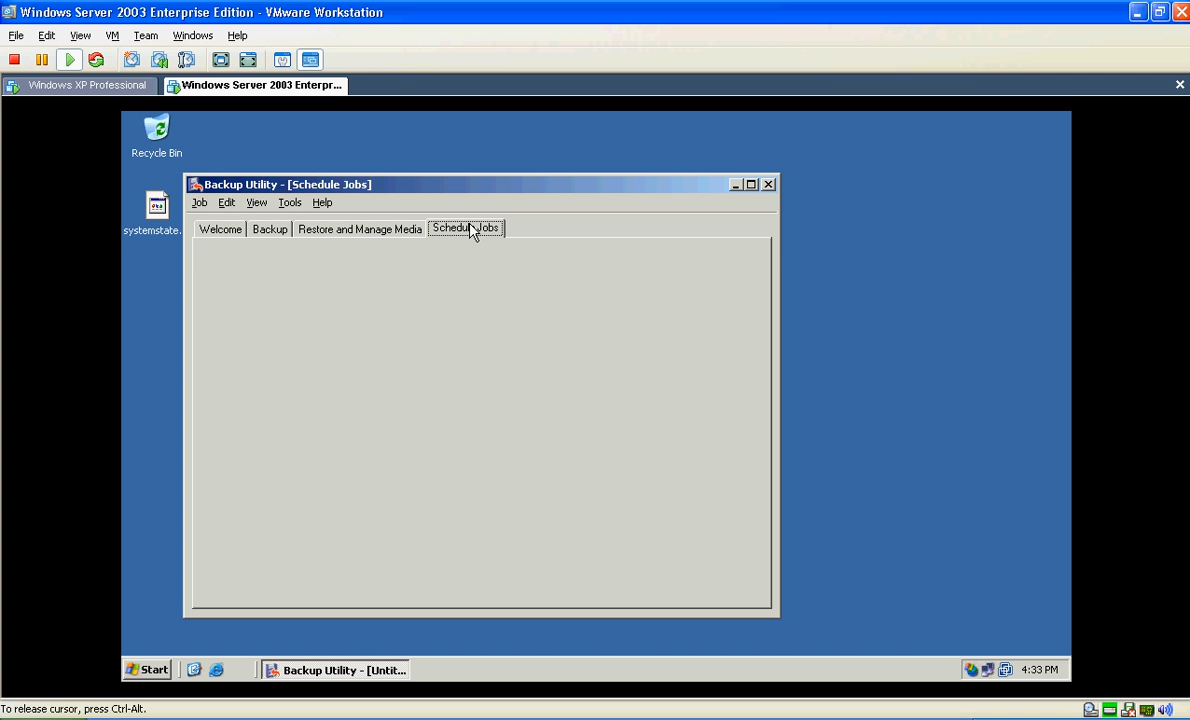 Windows Server 2003 Enterprise Edition - VMware Workstation
File Edit View VM Team Windows Help
Windows XP Professional Windows Server 2003 Enterpr...
Recycle Bin
Backup Utility - [Schedule Jobs]
Job Edit View Tools Help
systemstate.
Welcome Backup Restore and Manage Media Schedule Jobs
Start Backup Utility - [Untit... 4:33 PM
To release cursor, press Ctrl-Alt.